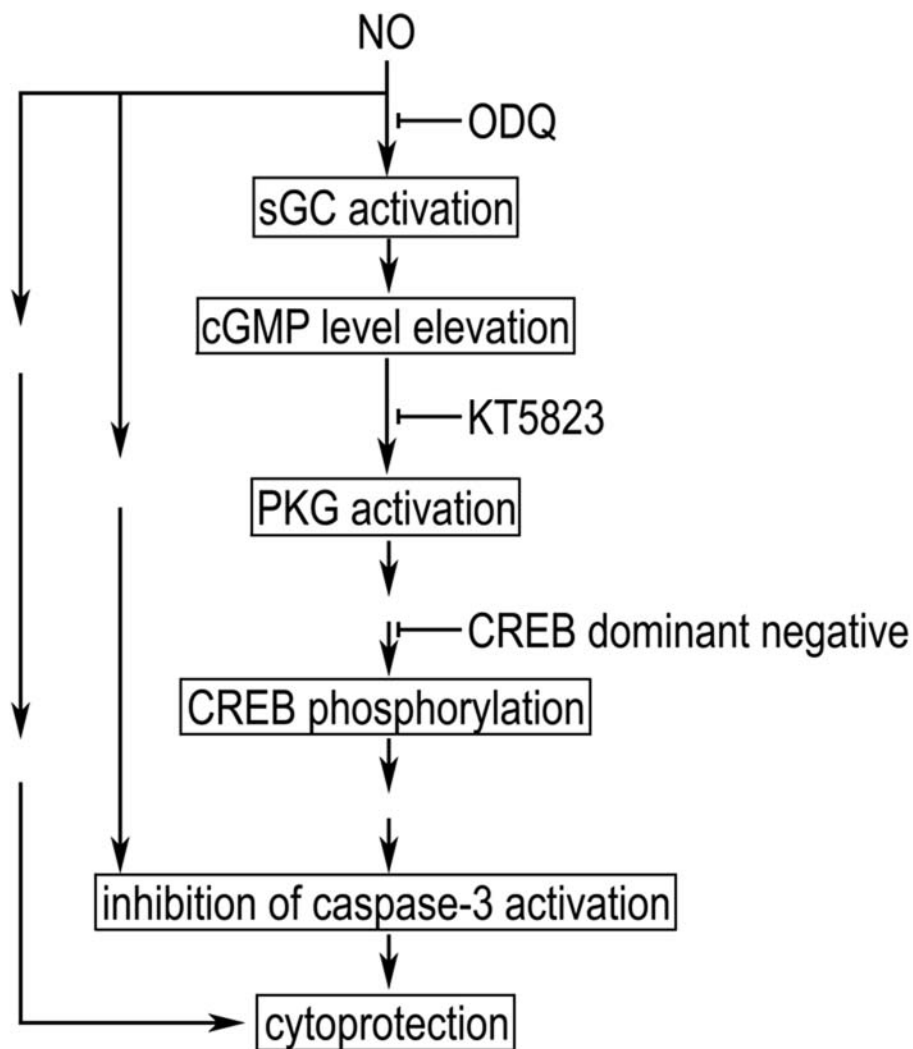 NO
ODQ
sGC activation
cGMP level elevation
KT5823
PKG activation
CREB dominant negative
CREB phosphorylation
inhibition of caspase-3 activation
cytoprotection